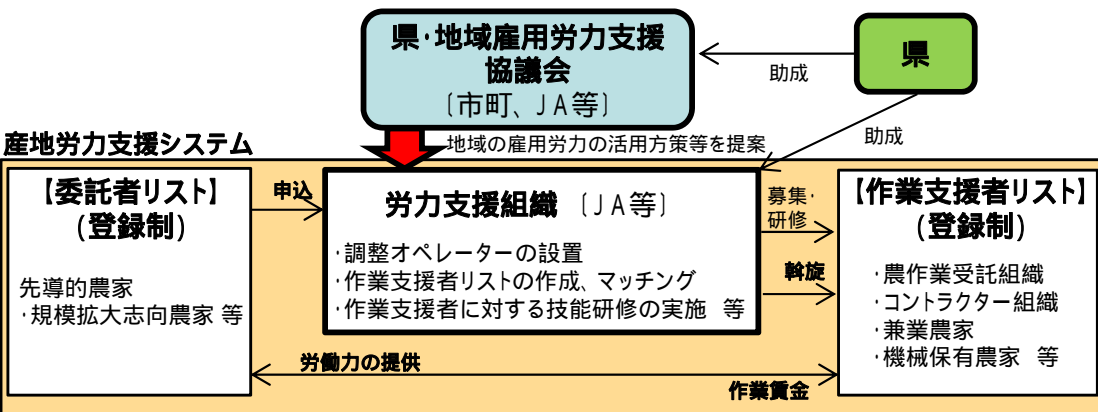 県・地域雇用労力支援
協議会
〔市町、JA等〕
県
助成
助成
地域の雇用労力の活用方策等を提案
産地労力支援システム
【委託者リスト】
(登録制)
先導的農家
・規模拡大志向農家 等
申込
労力支援組織 〔JA等〕
・調整オペレーターの設置
・作業支援者リストの作成、マッチング
・作業支援者に対する技能研修の実施 等
募集・
研修
斡旋
【作業支援者リスト】
(登録制)
・農作業受託組織
・コントラクター組織
・兼業農家
・機械保有農家 等
労働力の提供
作業賃金